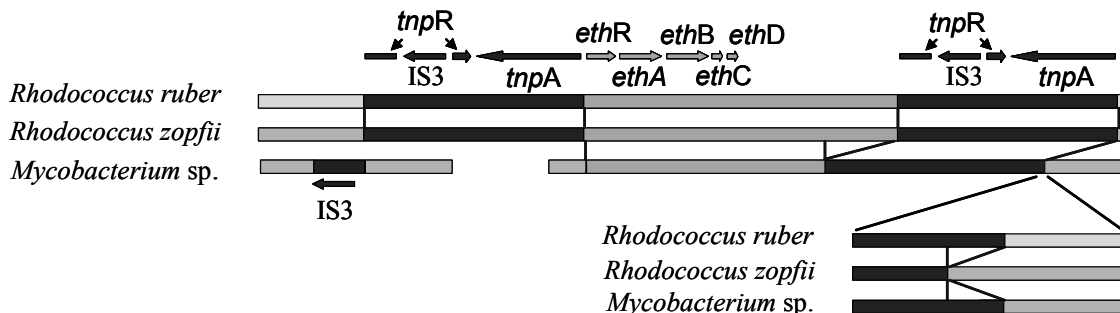 tnpR tnpR
ethR ethB ethD
IS3 tnpA ethA ethC IS3 tnpA
Rhodococcus ruber
Rhodococcus zopfii
Mycobacterium sp.
IS3
Rhodococcus ruber
Rhodococcus zopfii
Mycobacterium sp.